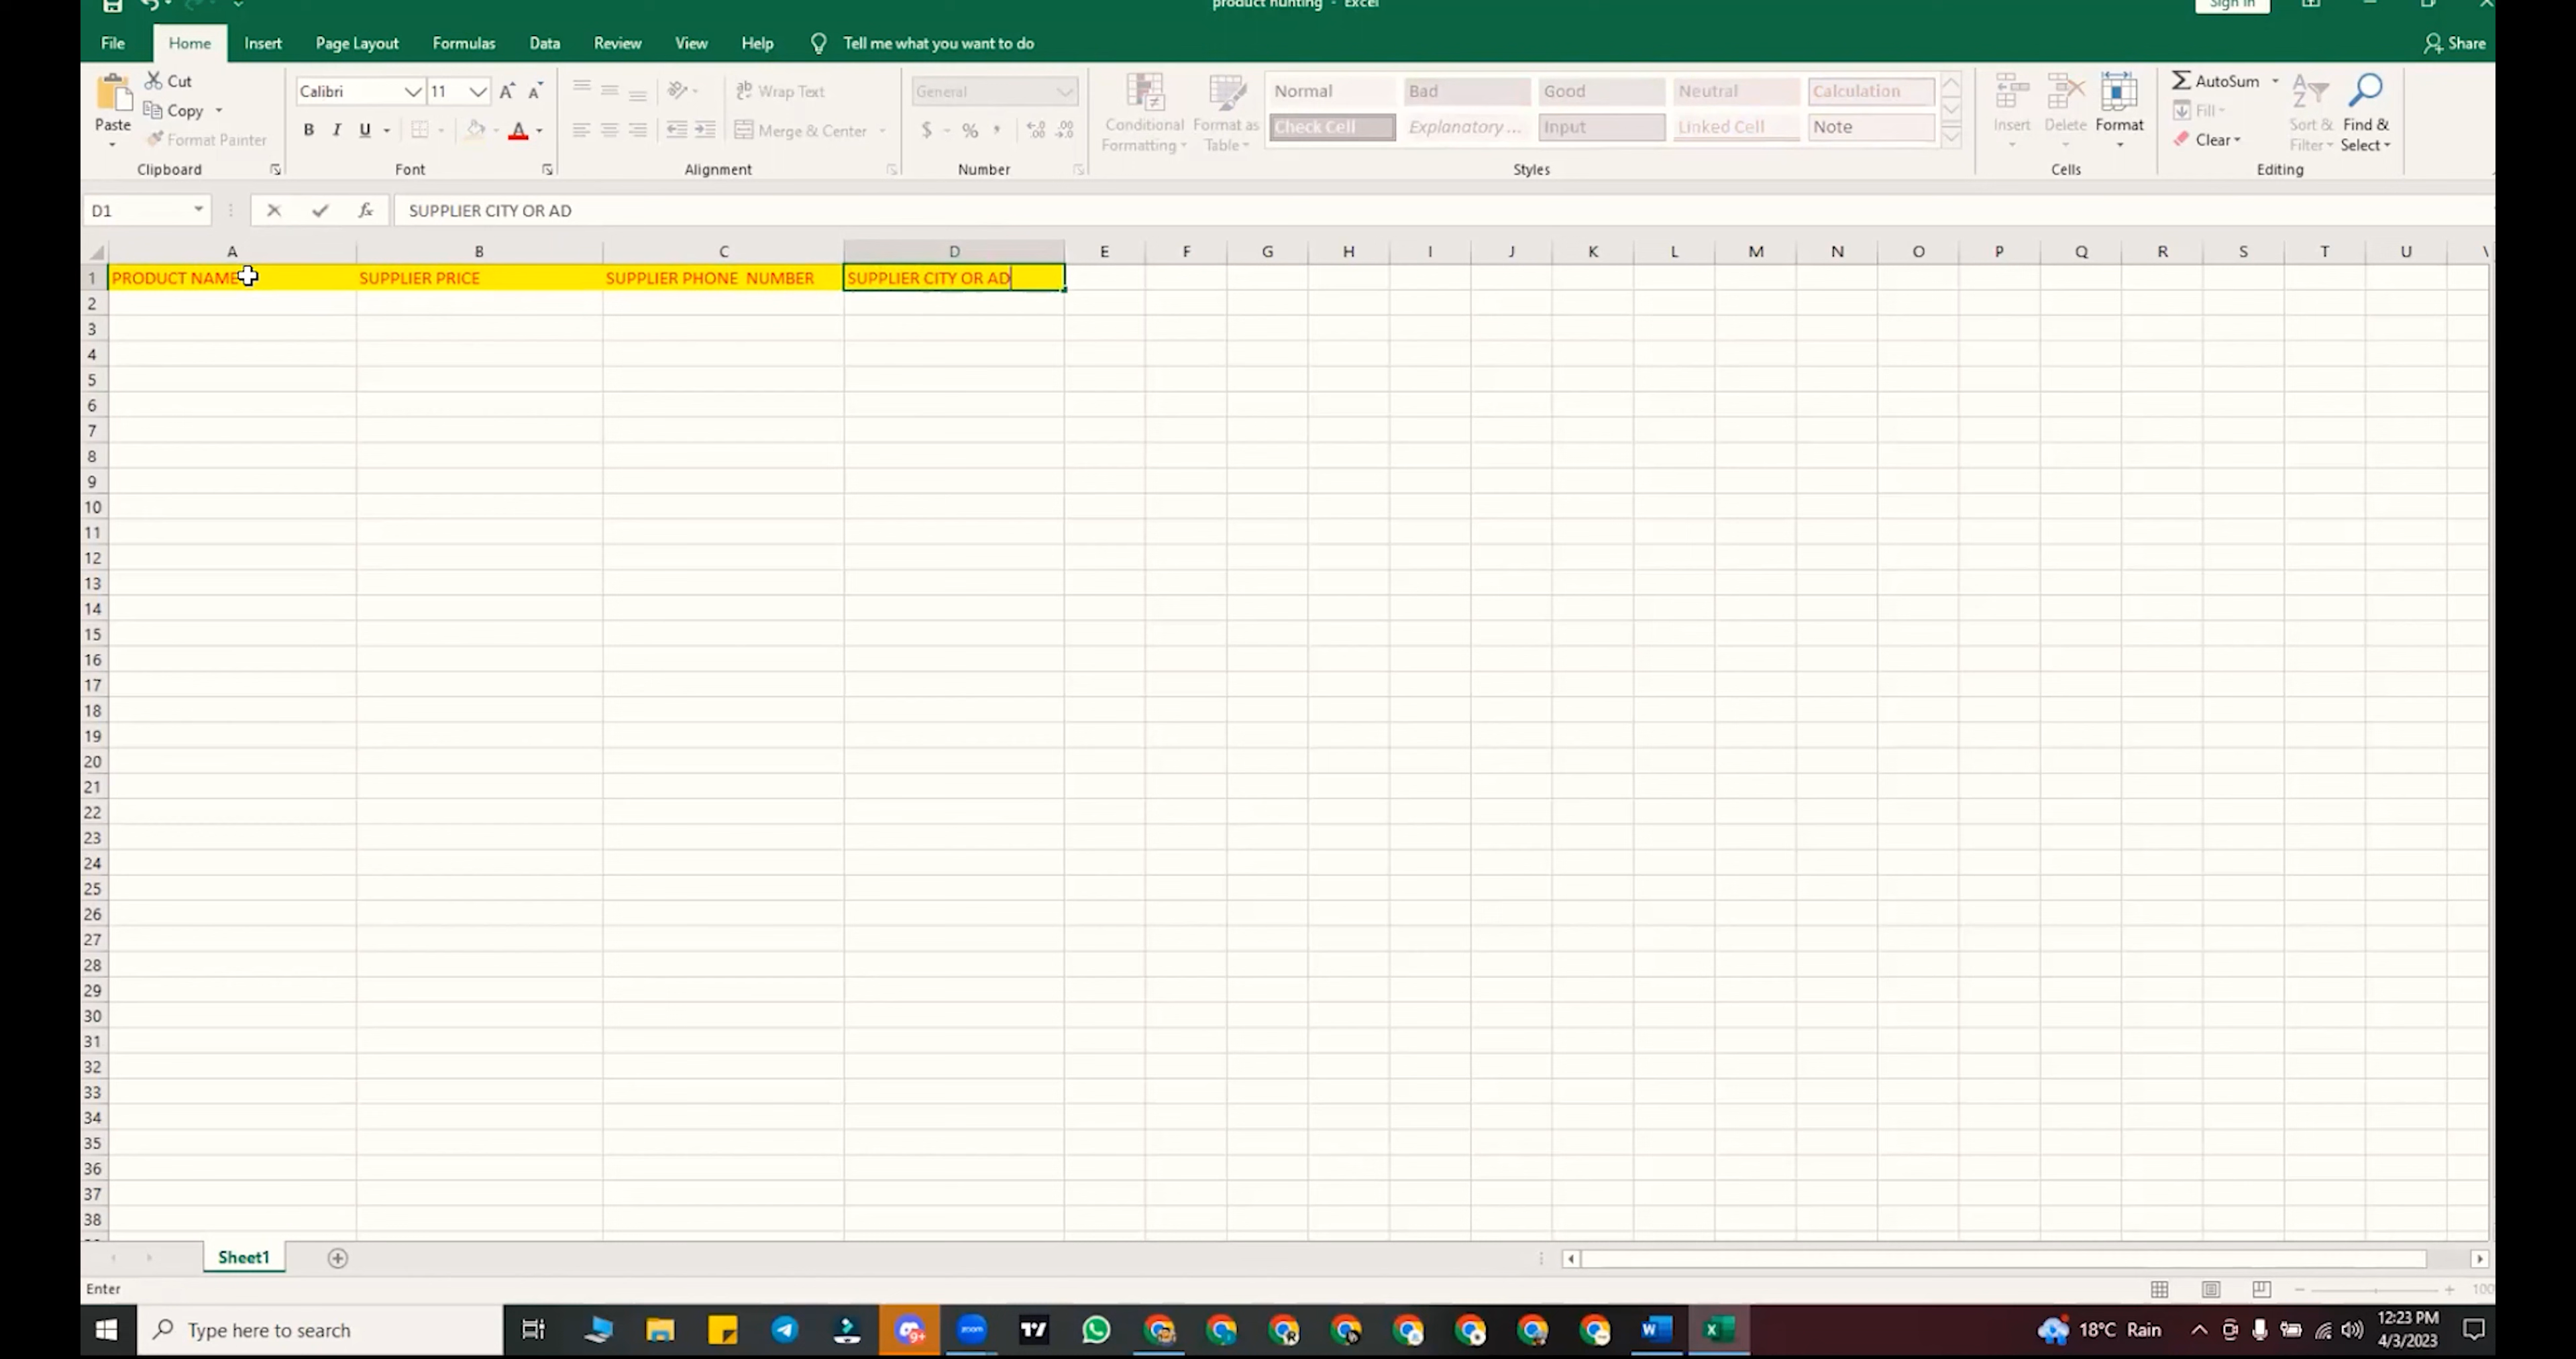 product hunting - Excel
Sign in
File Home Insert Page Layout Formulas Data Review View Help Tell me what you want to do Share
Paste
Cut
Copy
Format Painter
Clipboard
Calibri 11
B I U
Font
Wrap Text
Merge & Center
Alignment
General
$ % ,
Number
Conditional Formatting
Format as Table
Normal Bad Good Neutral Calculation
Check Cell Explanatory ... Input Linked Cell Note
Styles
Insert Delete Format
Cells
AutoSum
Fill
Clear
Sort & Filter
Find & Select
Editing
D1 fx SUPPLIER CITY OR AD
A B C D E F G H I J K L M N O P Q R S T U
1 PRODUCT NAME SUPPLIER PRICE SUPPLIER PHONE  NUMBER SUPPLIER CITY OR AD
2
3
4
5
6
7
8
9
10
11
12
13
14
15
16
17
18
19
20
21
22
23
24
25
26
27
28
29
30
31
32
33
34
35
36
37
38
Sheet1
Enter
100
Type here to search
9+
zoom
18°C Rain
12:23 PM
4/3/2023